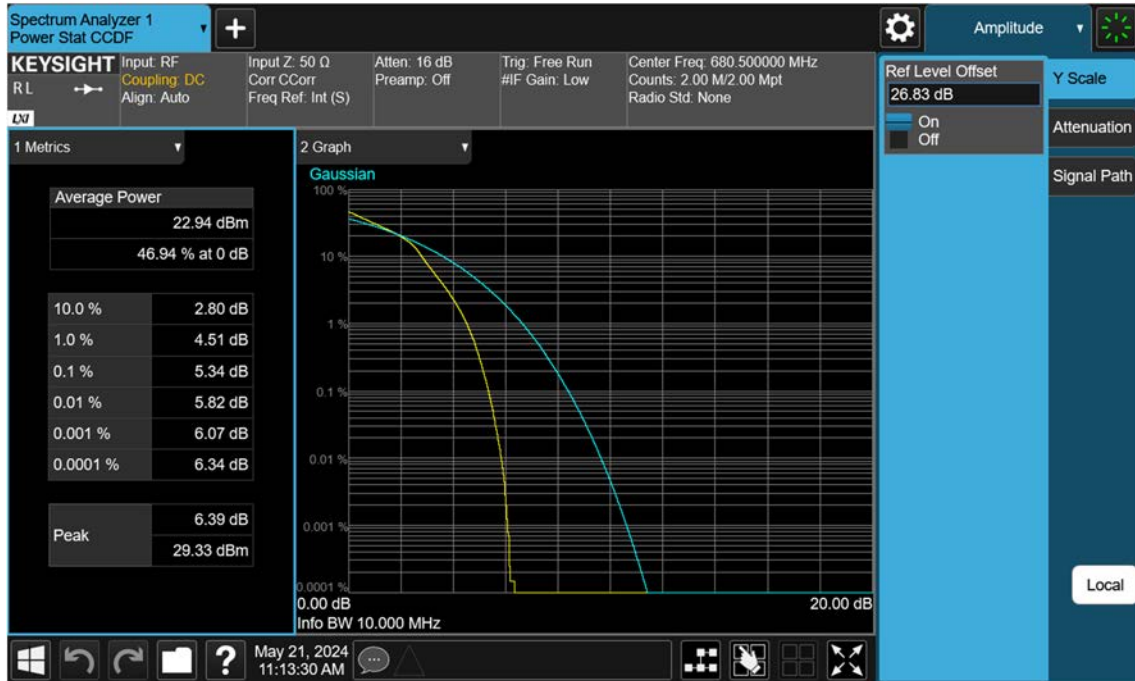 Spectrum Analyzer 1
Power Stat CCDF
Amplitude
KEYSIGHT
R L
LXI
Input: RF
Coupling: DC
Align: Auto
Input Z: 50 Ω
Corr CCorr
Freq Ref: Int (S)
Atten: 16 dB
Preamp: Off
Trig: Free Run
#IF Gain: Low
Center Freq: 680.500000 MHz
Counts: 2.00 M/2.00 Mpt
Radio Std: None
Ref Level Offset
26.83 dB
On
Off
Y Scale
Attenuation
Signal Path
1 Metrics
Average Power
22.94 dBm
46.94 % at 0 dB
10.0 % 2.80 dB
1.0 % 4.51 dB
0.1 % 5.34 dB
0.01 % 5.82 dB
0.001 % 6.07 dB
0.0001 % 6.34 dB
Peak
6.39 dB
29.33 dBm
2 Graph
Gaussian
100 %
10 %
1 %
0.1 %
0.01 %
0.001 %
0.0001 %
0.00 dB 20.00 dB
Info BW 10.000 MHz
Local
?
May 21, 2024
11:13:30 AM